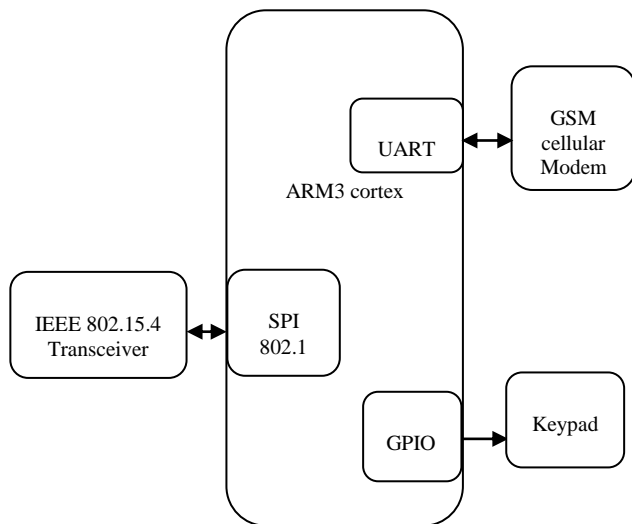 UART
GSM
cellular
Modem
ARM3 cortex
IEEE 802.15.4
Transceiver
SPI
802.1
GPIO
Keypad